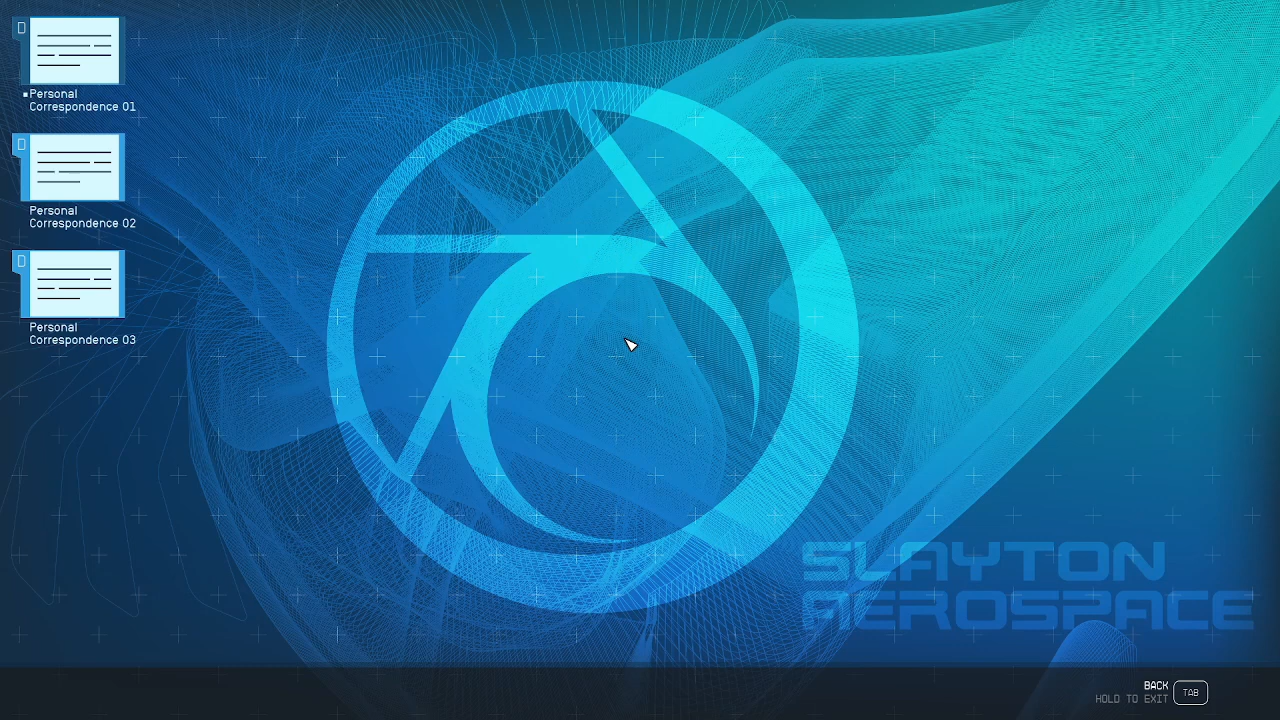 Personal
Correspondence 01
Personal
Correspondence 02
Personal
Correspondence 03
SLAYTON
AEROSPACE
BACK
HOLD TO EXIT
TAB